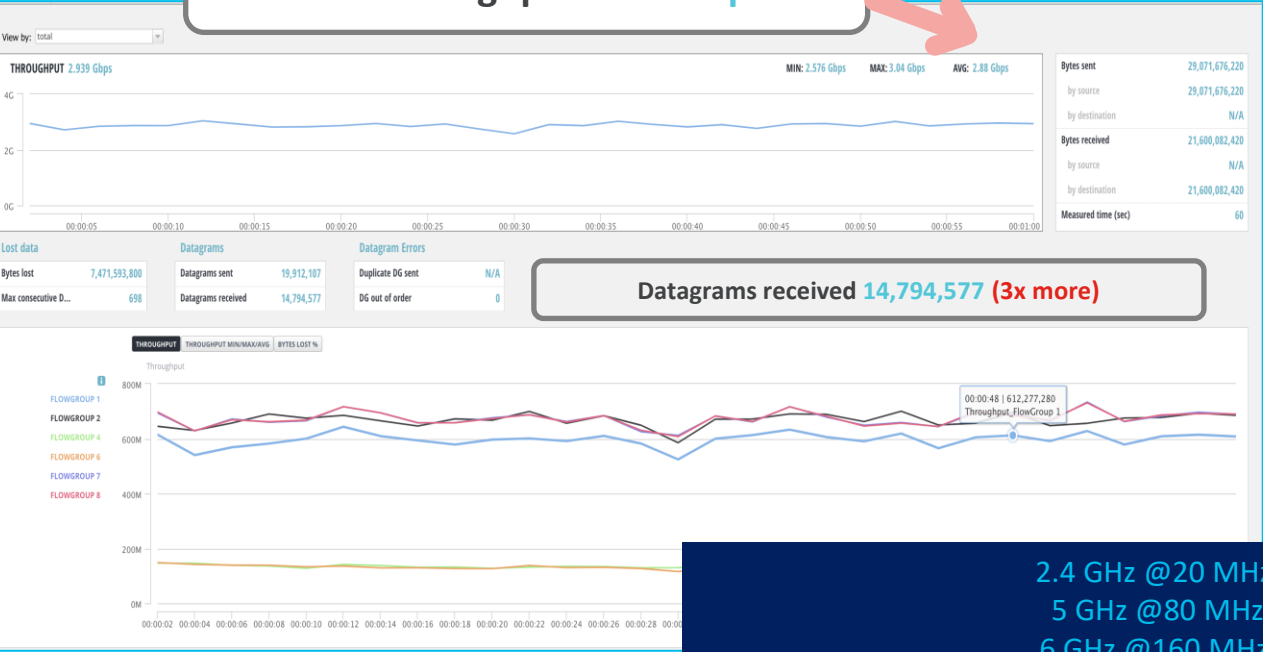 View by: total
THROUGHPUT 2.939 Gbps MIN: 2.576 Gbps MAX: 3.04 Gbps AVG: 2.88 Gbps
4G
2G
0G
00:00:05 00:00:10 00:00:15 00:00:20 00:00:25 00:00:30 00:00:35 00:00:40 00:00:45 00:00:50 00:00:55 00:01:00
Bytes sent 29,071,676,220
by source 29,071,676,220
by destination N/A
Bytes received 21,600,082,420
by source N/A
by destination 21,600,082,420
Measured time (sec) 60
Lost data Datagrams Datagram Errors
Bytes lost 7,471,593,800 Datagrams sent 19,912,107 Duplicate DG sent N/A
Max consecutive D... 698 Datagrams received 14,794,577 DG out of order 0
Datagrams received 14,794,577 (3x more)
THROUGHPUT THROUGHPUT MIN/MAX/AVG BYTES LOST %
Throughput
FLOWGROUP 1
FLOWGROUP 2
FLOWGROUP 4
FLOWGROUP 6
FLOWGROUP 7
FLOWGROUP 8
800M
600M
400M
200M
0M
00:00:48 | 612,277,280
Throughput FlowGroup 1
00:00:02 00:00:04 00:00:06 00:00:08 00:00:10 00:00:12 00:00:14 00:00:16 00:00:18 00:00:20 00:00:22 00:00:24 00:00:26 00:00:28
2.4 GHz @20 MHz
5 GHz @80 MHz
6 GHz @160 MHz